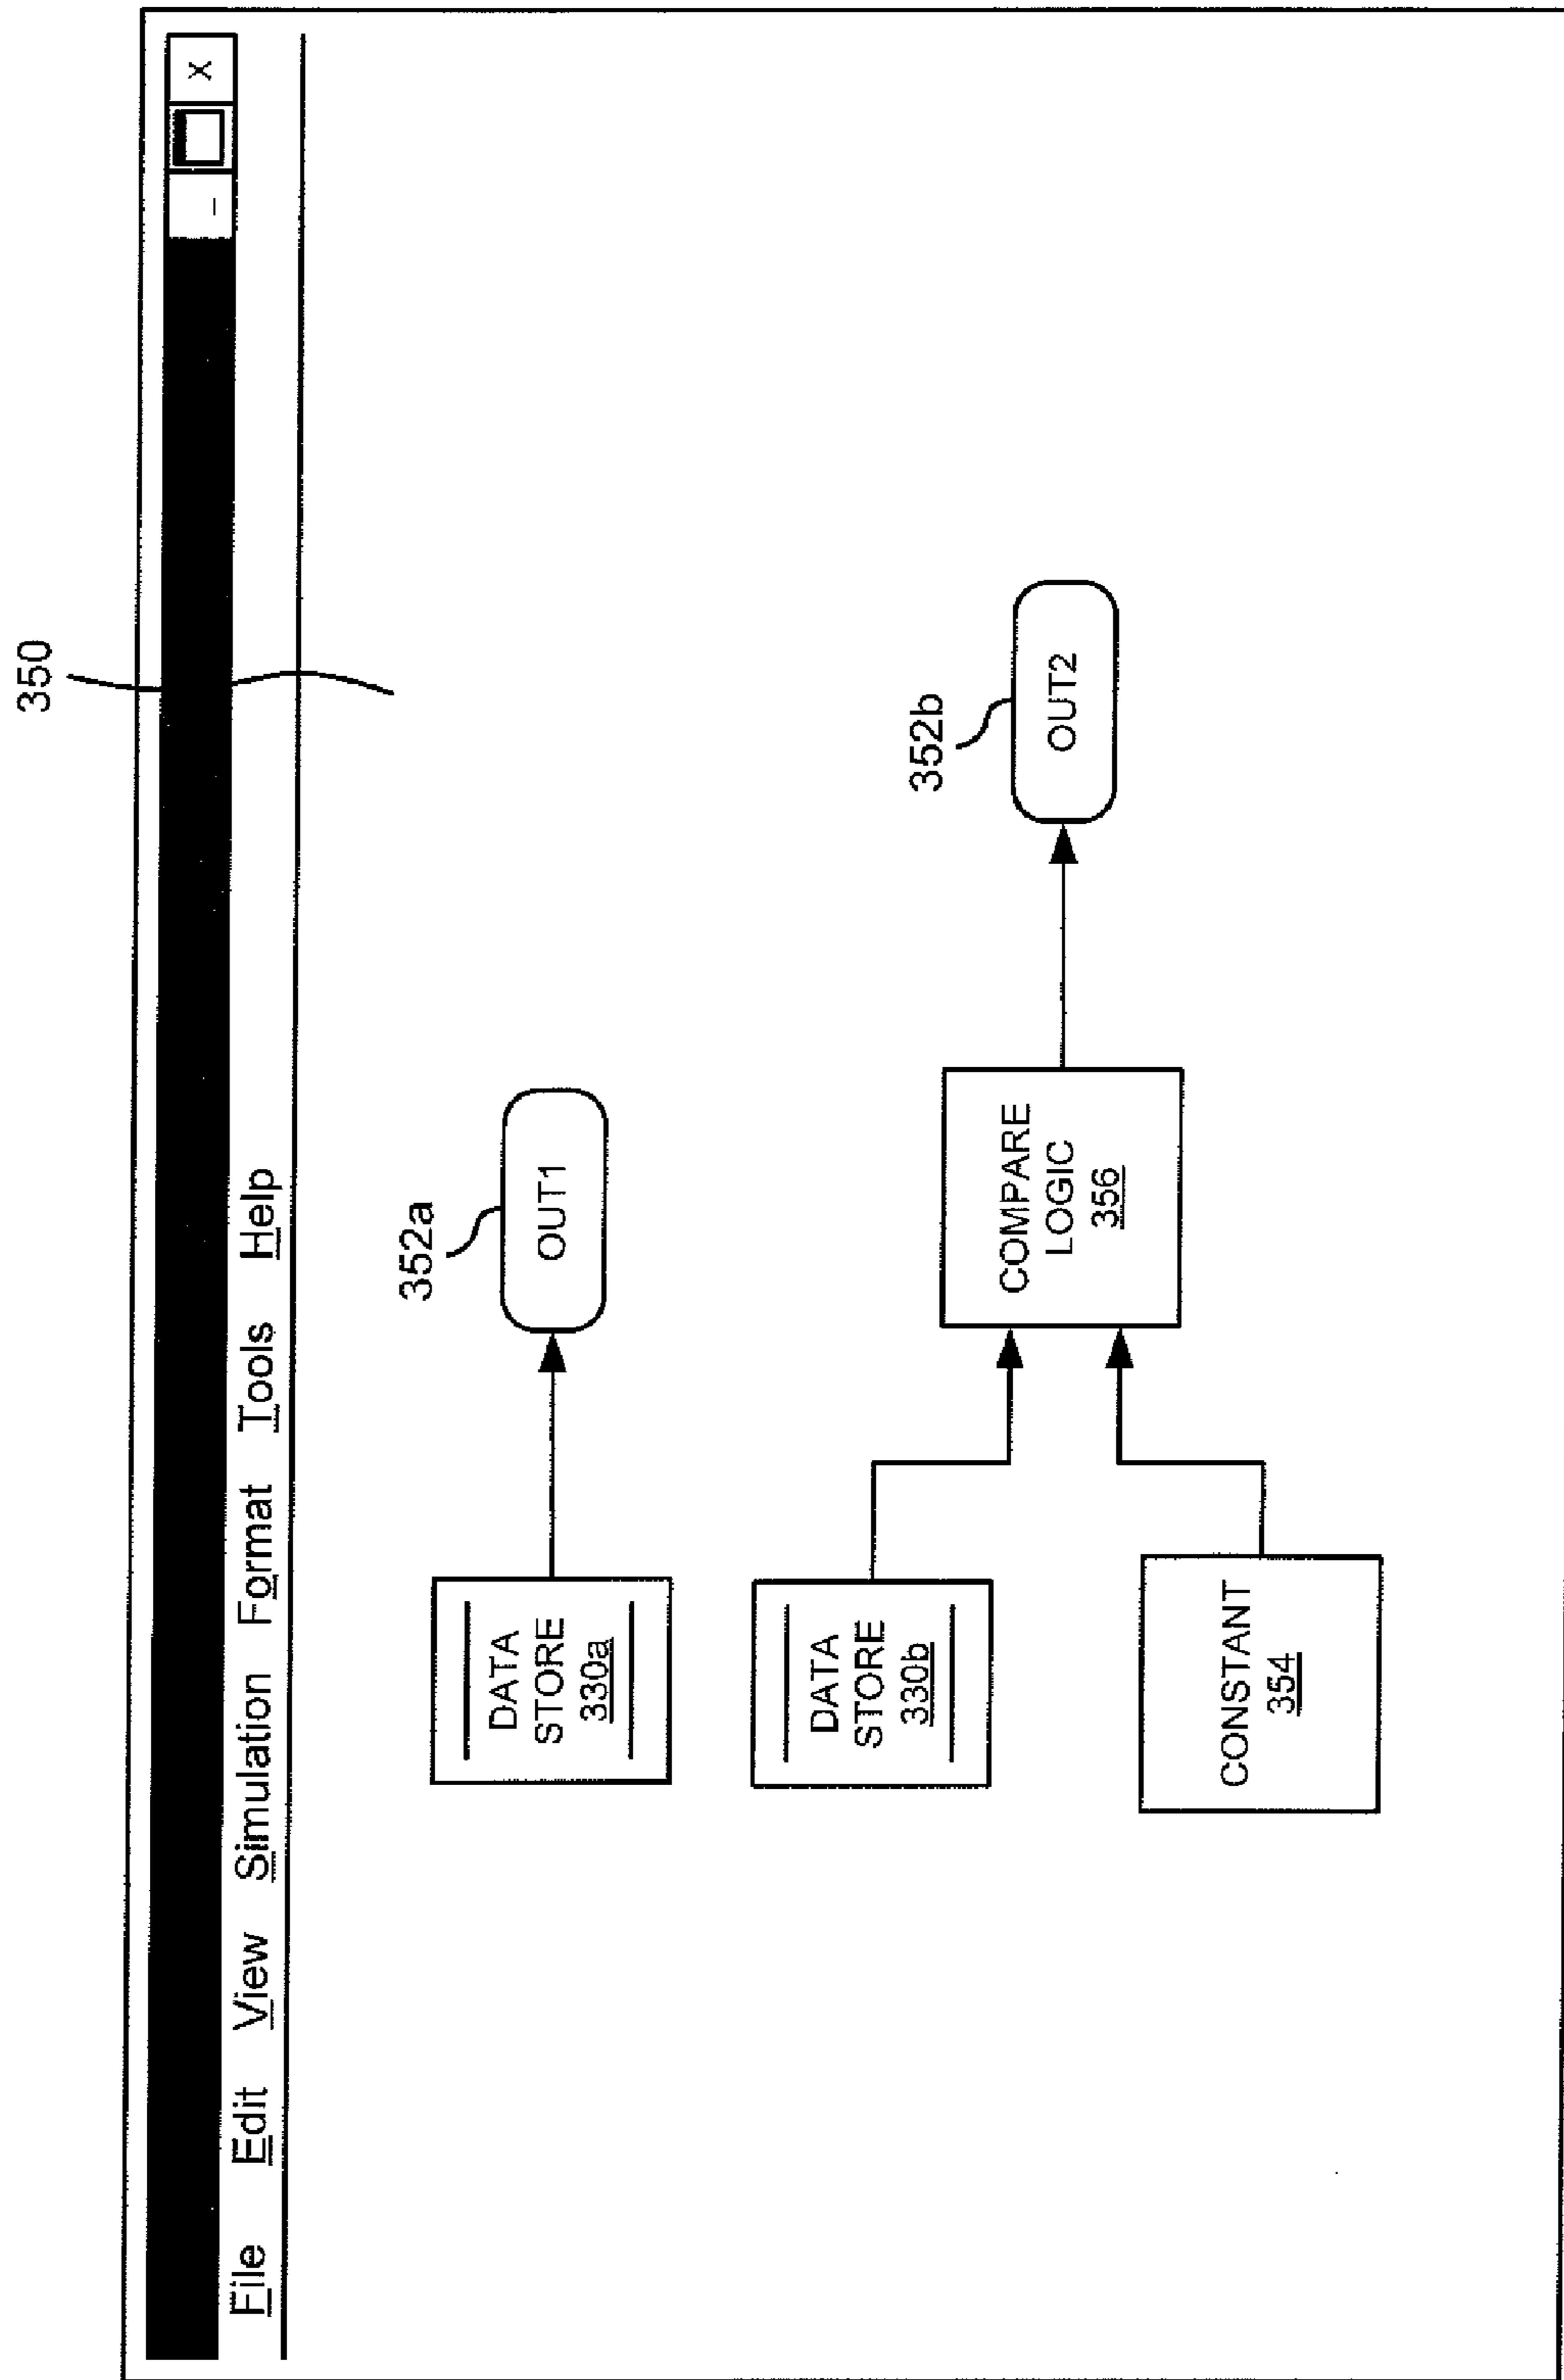 350
X
–
File Edit View Simulation Format Tools Help
352a
DATA
STORE
330a
OUT1
352b
DATA
STORE
330b
COMPARE
LOGIC
356
OUT2
CONSTANT
354